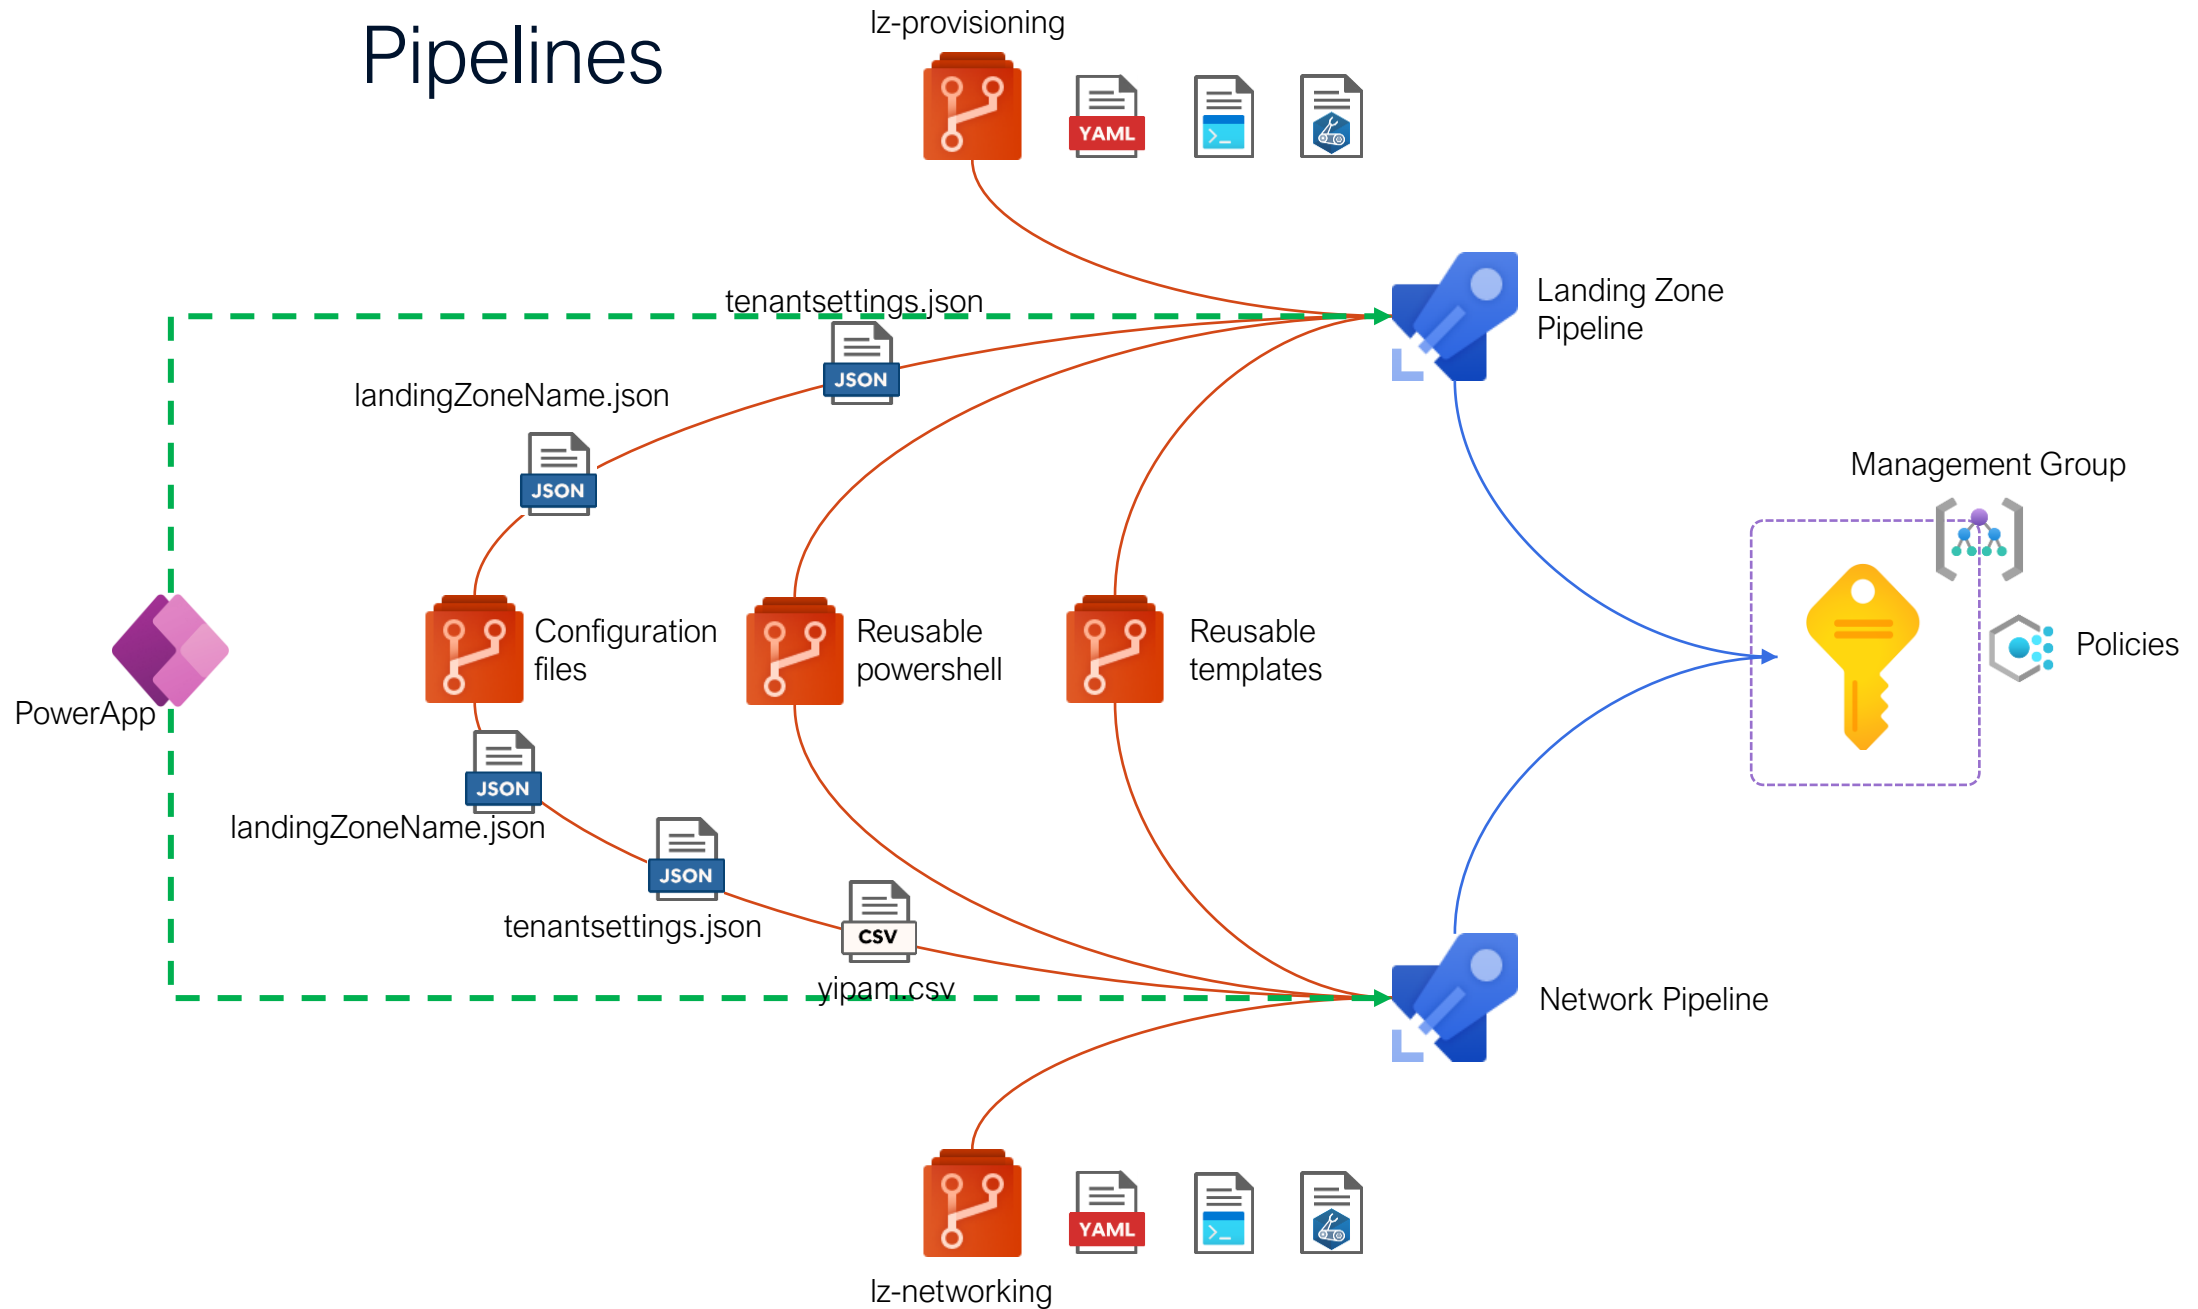 Pipelines
lz-provisioning
YAML
tenantsettings.json
JSON
landingZoneName.json
JSON
Landing Zone
Pipeline
Management Group
Configuration
files
Reusable
powershell
Reusable
templates
Policies
PowerApp
JSON
landingZoneName.json
JSON
tenantsettings.json
CSV
yipam.csv
Network Pipeline
YAML
lz-networking